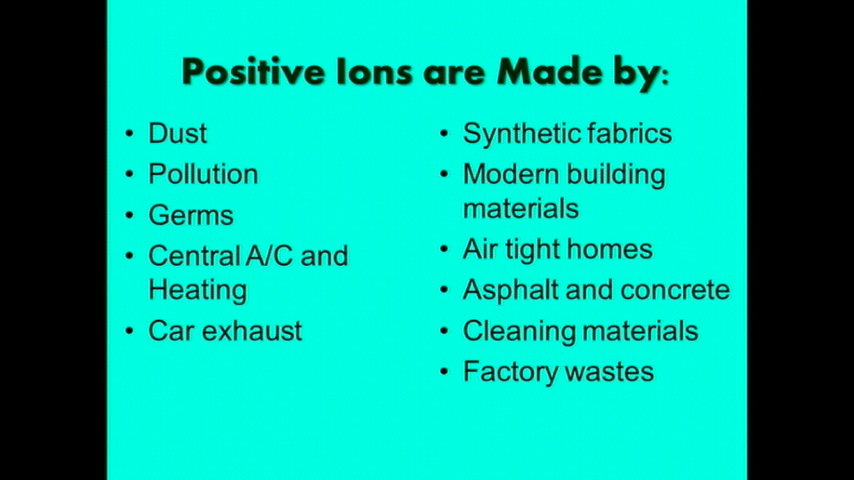 Positive Ions are Made by:
• Dust
• Pollution
• Germs
• Central A/C and
Heating
• Car exhaust
• Synthetic fabrics
• Modern building
materials
• Air tight homes
• Asphalt and concrete
• Cleaning materials
• Factory wastes